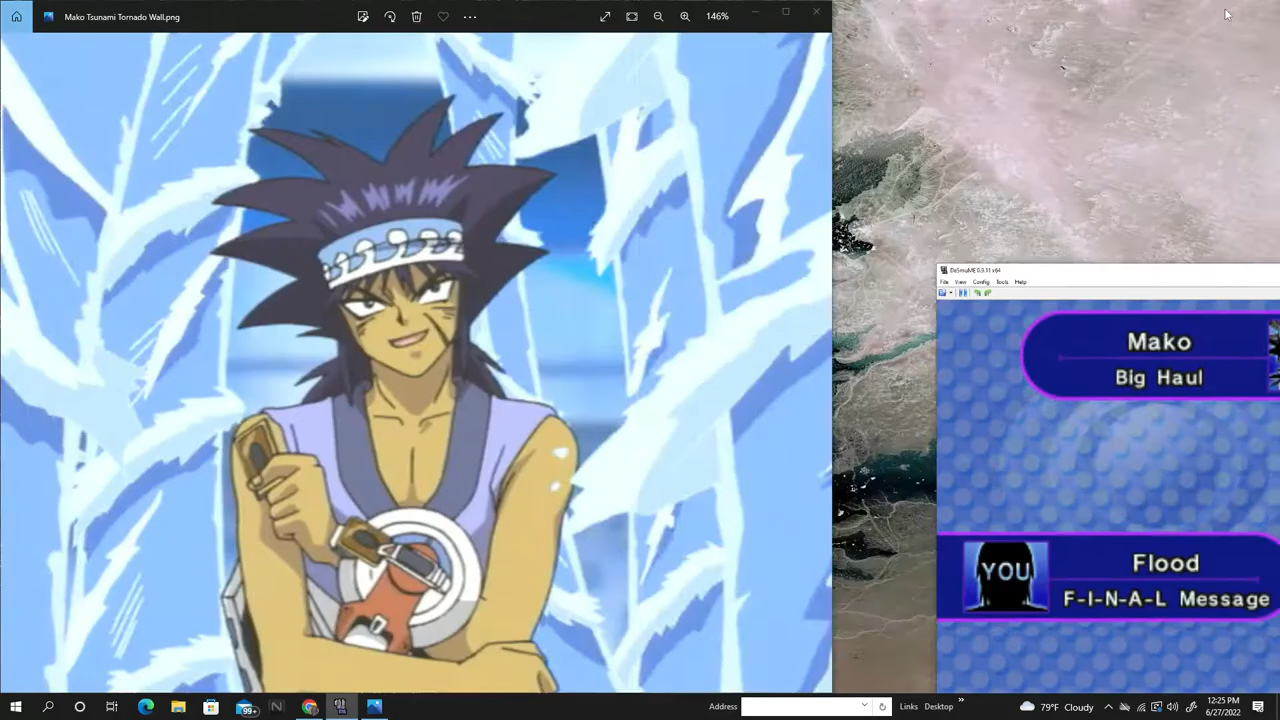 Mako Tsunami Tornado Wall.png
146%
DeSmuME 0.9.11 x64
File View Config Tools Help
Mako
Big Haul
YOU
Flood
F-I-N-A-L Message
99+
N
Address
Links
Desktop
79°F Cloudy
12:25 PM
6/27/2022